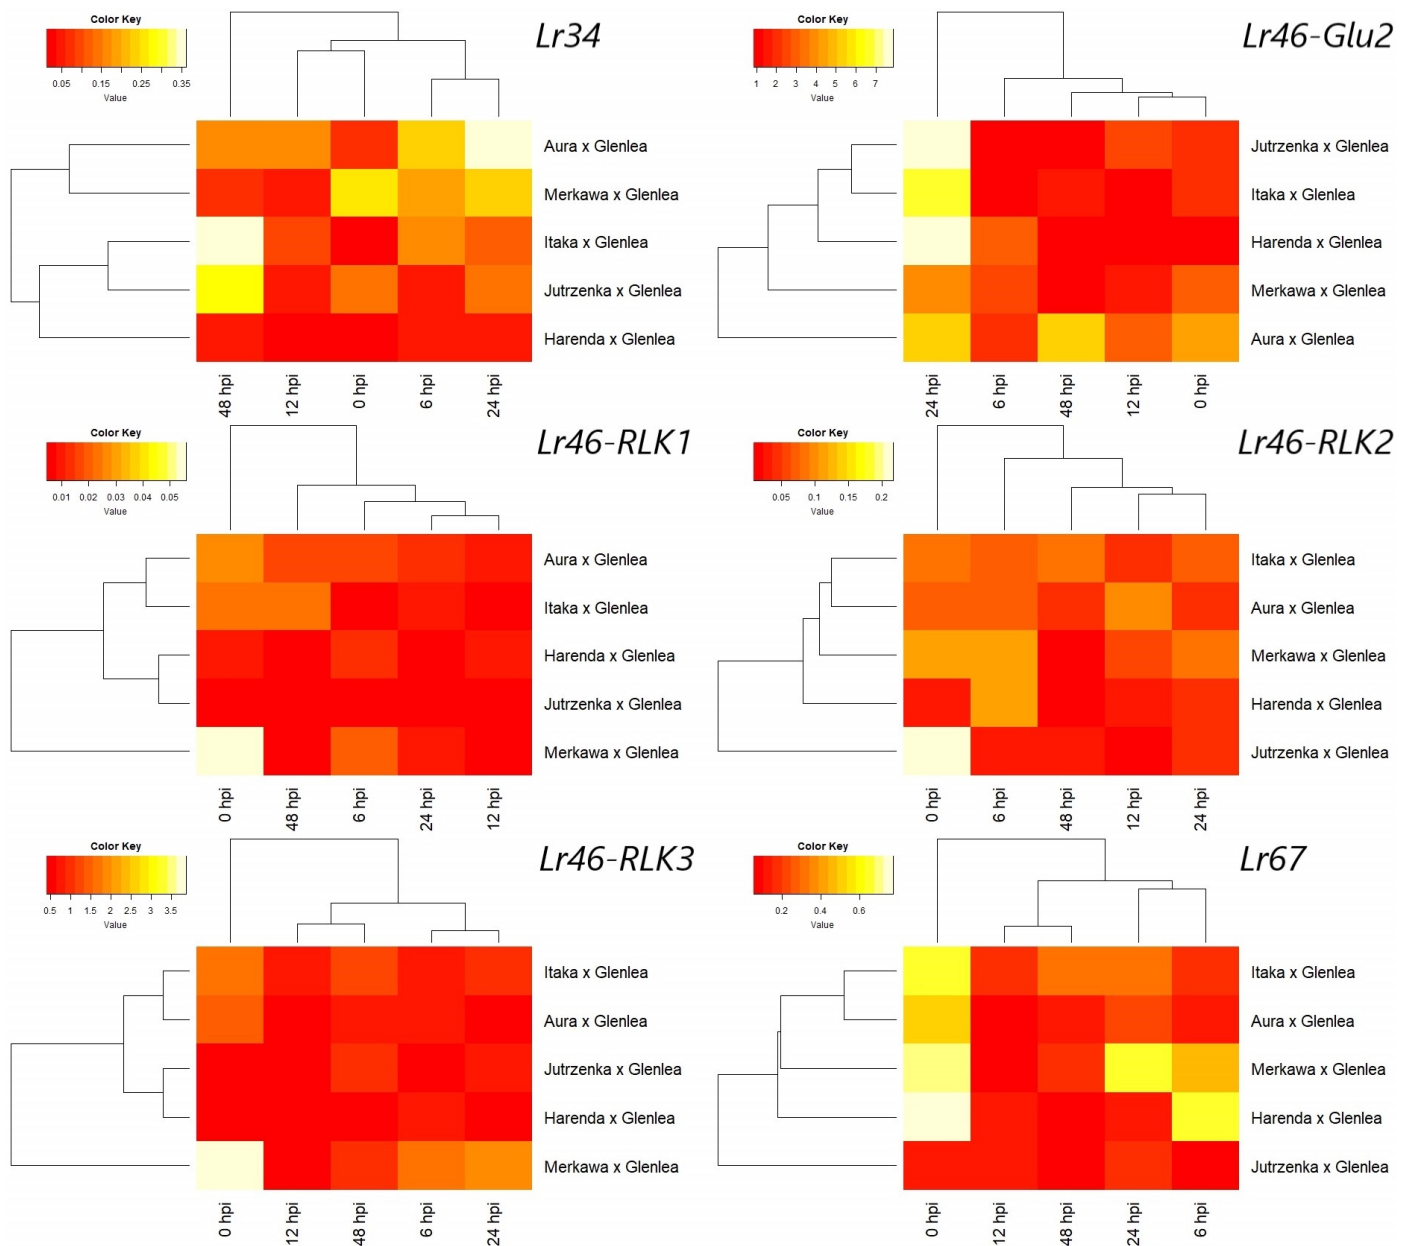 Color Key
Lr34
0.05 0.15 0.25 0.35
Value
Aura x Glenlea
Merkawa x Glenlea
Itaka x Glenlea
Jutrzenka x Glenlea
Harenda x Glenlea
48 hpi 12 hpi 0 hpi 6 hpi 24 hpi
Color Key
Lr46-Glu2
1 2 3 4 5 6 7
Value
Jutrzenka x Glenlea
Itaka x Glenlea
Harenda x Glenlea
Merkawa x Glenlea
Aura x Glenlea
24 hpi 6 hpi 48 hpi 12 hpi 0 hpi
Color Key
Lr46-RLK1
0.01 0.02 0.03 0.04 0.05
Value
Aura x Glenlea
Itaka x Glenlea
Harenda x Glenlea
Jutrzenka x Glenlea
Merkawa x Glenlea
0 hpi 48 hpi 6 hpi 24 hpi 12 hpi
Color Key
Lr46-RLK2
0.05 0.1 0.15 0.2
Value
Itaka x Glenlea
Aura x Glenlea
Merkawa x Glenlea
Harenda x Glenlea
Jutrzenka x Glenlea
0 hpi 6 hpi 48 hpi 12 hpi 24 hpi
Color Key
Lr46-RLK3
0.5 1 1.5 2 2.5 3 3.5
Value
Itaka x Glenlea
Aura x Glenlea
Jutrzenka x Glenlea
Harenda x Glenlea
Merkawa x Glenlea
0 hpi 12 hpi 48 hpi 6 hpi 24 hpi
Color Key
Lr67
0.2 0.4 0.6
Value
Itaka x Glenlea
Aura x Glenlea
Merkawa x Glenlea
Harenda x Glenlea
Jutrzenka x Glenlea
0 hpi 12 hpi 48 hpi 24 hpi 6 hpi